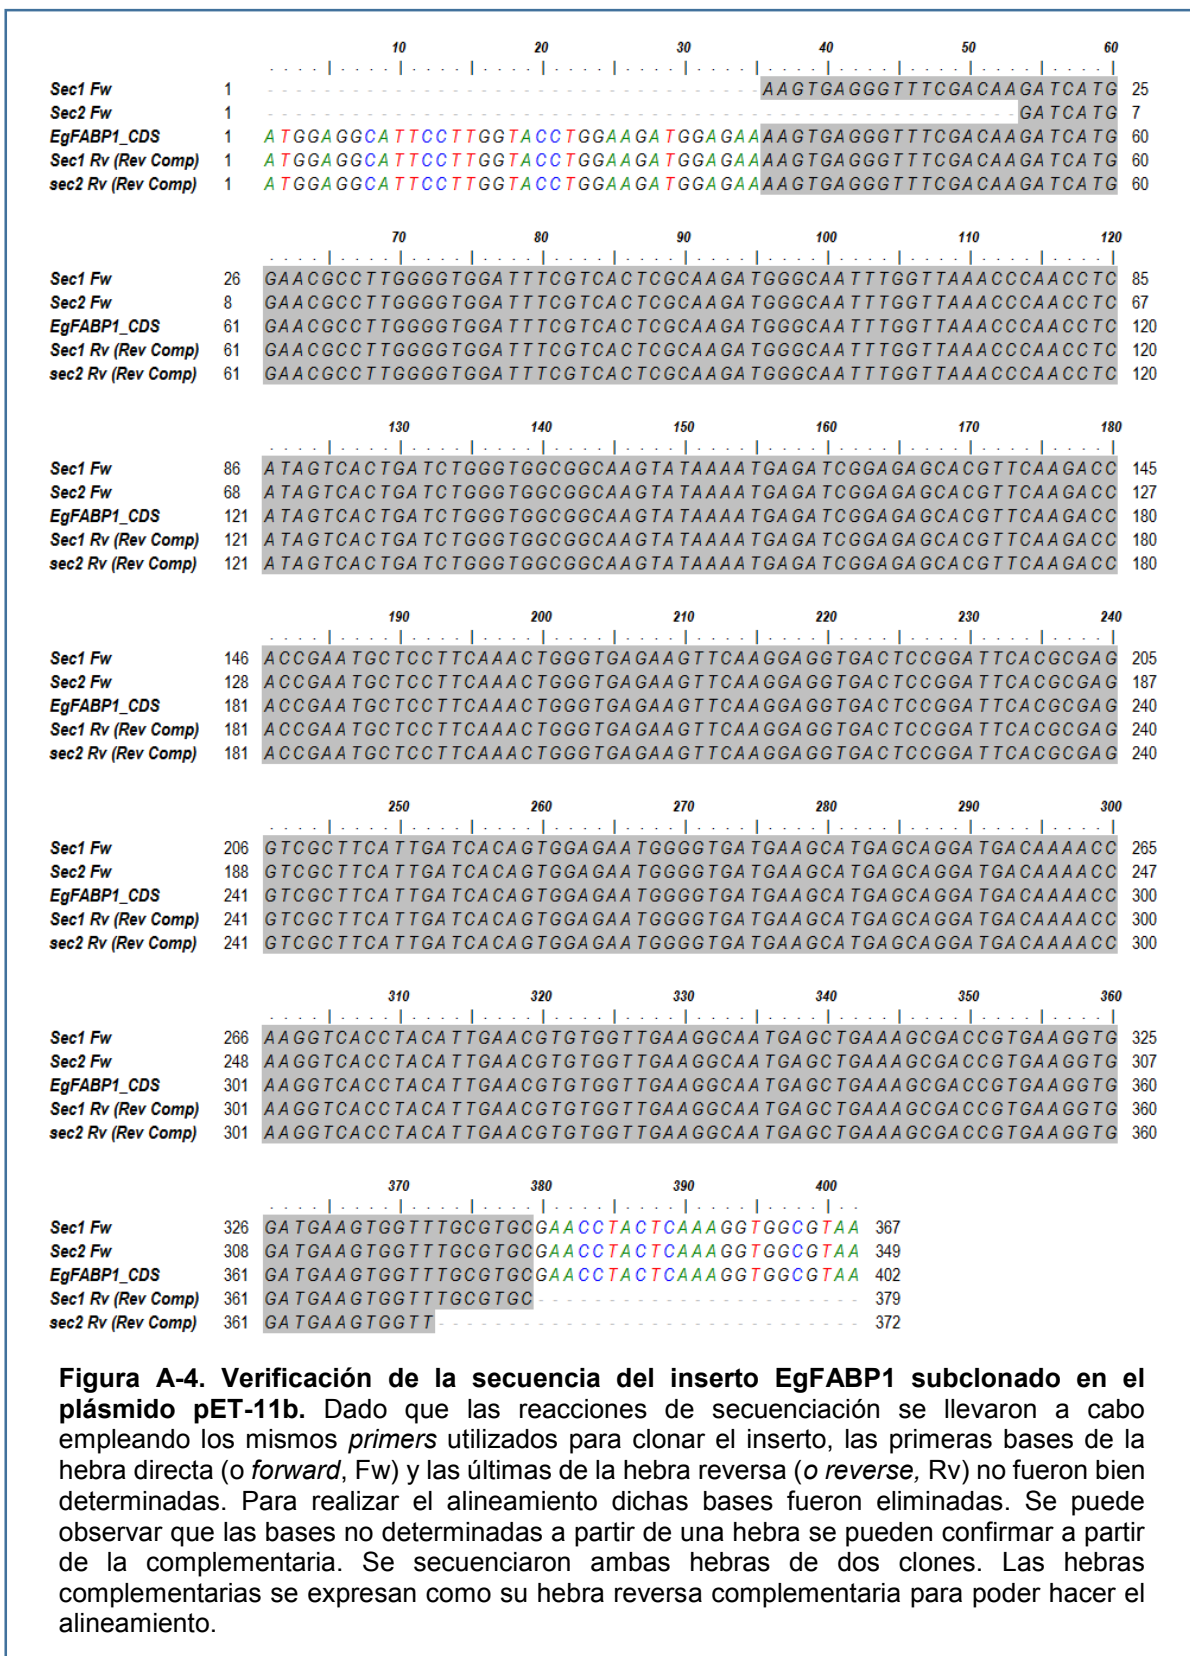 10 20 30 40 50 60
. . . . | . . . . | . . . . | . . . . | . . . . | . . . . | . . . . | . . . . | . . . . | . . . . | . . . . | . . . . |
Sec1 Fw 1 -----------------------------------AAGTGAGGGTTTCGACAAGATCATG 25
Sec2 Fw 1 -----------------------------------------------------GATCATG 7
EgFABP1_CDS 1 ATGGAGGCATTCCTTGGTACCTGGAAGATGGAGAAAAGTGAGGGTTTCGACAAGATCATG 60
Sec1 Rv (Rev Comp) 1 ATGGAGGCATTCCTTGGTACCTGGAAGATGGAGAAAAGTGAGGGTTTCGACAAGATCATG 60
sec2 Rv (Rev Comp) 1 ATGGAGGCATTCCTTGGTACCTGGAAGATGGAGAAAAGTGAGGGTTTCGACAAGATCATG 60
70 80 90 100 110 120
. . . . | . . . . | . . . . | . . . . | . . . . | . . . . | . . . . | . . . . | . . . . | . . . . | . . . . | . . . . |
Sec1 Fw 26 GAACGCCTTGGGGTGGATTTCGTCACTCGCAAGATGGGCAATTTGGTTAAACCCAACCTC 85
Sec2 Fw 8 GAACGCCTTGGGGTGGATTTCGTCACTCGCAAGATGGGCAATTTGGTTAAACCCAACCTC 67
EgFABP1_CDS 61 GAACGCCTTGGGGTGGATTTCGTCACTCGCAAGATGGGCAATTTGGTTAAACCCAACCTC 120
Sec1 Rv (Rev Comp) 61 GAACGCCTTGGGGTGGATTTCGTCACTCGCAAGATGGGCAATTTGGTTAAACCCAACCTC 120
sec2 Rv (Rev Comp) 61 GAACGCCTTGGGGTGGATTTCGTCACTCGCAAGATGGGCAATTTGGTTAAACCCAACCTC 120
130 140 150 160 170 180
. . . . | . . . . | . . . . | . . . . | . . . . | . . . . | . . . . | . . . . | . . . . | . . . . | . . . . | . . . . |
Sec1 Fw 86 ATAGTCACTGATCTGGGTGGCGGCAAGTATAAAATGAGATCGGAGAGCACGTTCAAGACC 145
Sec2 Fw 68 ATAGTCACTGATCTGGGTGGCGGCAAGTATAAAATGAGATCGGAGAGCACGTTCAAGACC 127
EgFABP1_CDS 121 ATAGTCACTGATCTGGGTGGCGGCAAGTATAAAATGAGATCGGAGAGCACGTTCAAGACC 180
Sec1 Rv (Rev Comp) 121 ATAGTCACTGATCTGGGTGGCGGCAAGTATAAAATGAGATCGGAGAGCACGTTCAAGACC 180
sec2 Rv (Rev Comp) 121 ATAGTCACTGATCTGGGTGGCGGCAAGTATAAAATGAGATCGGAGAGCACGTTCAAGACC 180
190 200 210 220 230 240
. . . . | . . . . | . . . . | . . . . | . . . . | . . . . | . . . . | . . . . | . . . . | . . . . | . . . . | . . . . |
Sec1 Fw 146 ACCGAATGCTCCTTCAAACTGGGTGAGAAGTTCAAGGAGGTGACTCCGGATTCACGCGAG 205
Sec2 Fw 128 ACCGAATGCTCCTTCAAACTGGGTGAGAAGTTCAAGGAGGTGACTCCGGATTCACGCGAG 187
EgFABP1_CDS 181 ACCGAATGCTCCTTCAAACTGGGTGAGAAGTTCAAGGAGGTGACTCCGGATTCACGCGAG 240
Sec1 Rv (Rev Comp) 181 ACCGAATGCTCCTTCAAACTGGGTGAGAAGTTCAAGGAGGTGACTCCGGATTCACGCGAG 240
sec2 Rv (Rev Comp) 181 ACCGAATGCTCCTTCAAACTGGGTGAGAAGTTCAAGGAGGTGACTCCGGATTCACGCGAG 240
250 260 270 280 290 300
. . . . | . . . . | . . . . | . . . . | . . . . | . . . . | . . . . | . . . . | . . . . | . . . . | . . . . | . . . . |
Sec1 Fw 206 GTCGCTTCATTGATCACAGTGGAGAATGGGGTGATGAAGCATGAGCAGGATGACAAAACC 265
Sec2 Fw 188 GTCGCTTCATTGATCACAGTGGAGAATGGGGTGATGAAGCATGAGCAGGATGACAAAACC 247
EgFABP1_CDS 241 GTCGCTTCATTGATCACAGTGGAGAATGGGGTGATGAAGCATGAGCAGGATGACAAAACC 300
Sec1 Rv (Rev Comp) 241 GTCGCTTCATTGATCACAGTGGAGAATGGGGTGATGAAGCATGAGCAGGATGACAAAACC 300
sec2 Rv (Rev Comp) 241 GTCGCTTCATTGATCACAGTGGAGAATGGGGTGATGAAGCATGAGCAGGATGACAAAACC 300
310 320 330 340 350 360
. . . . | . . . . | . . . . | . . . . | . . . . | . . . . | . . . . | . . . . | . . . . | . . . . | . . . . | . . . . |
Sec1 Fw 266 AAGGTCACCTACATTGAACGTGTGGTTGAAGGCAATGAGCTGAAAGCGACCGTGAAGGTG 325
Sec2 Fw 248 AAGGTCACCTACATTGAACGTGTGGTTGAAGGCAATGAGCTGAAAGCGACCGTGAAGGTG 307
EgFABP1_CDS 301 AAGGTCACCTACATTGAACGTGTGGTTGAAGGCAATGAGCTGAAAGCGACCGTGAAGGTG 360
Sec1 Rv (Rev Comp) 301 AAGGTCACCTACATTGAACGTGTGGTTGAAGGCAATGAGCTGAAAGCGACCGTGAAGGTG 360
sec2 Rv (Rev Comp) 301 AAGGTCACCTACATTGAACGTGTGGTTGAAGGCAATGAGCTGAAAGCGACCGTGAAGGTG 360
370 380 390 400
. . . . | . . . . | . . . . | . . . . | . . . . | . . . . | . . . . | . . . . | . .
Sec1 Fw 326 GATGAAGTGGTTTGCGTGCGAACCTACTCAAAGGTGGCGTAA 367
Sec2 Fw 308 GATGAAGTGGTTTGCGTGCGAACCTACTCAAAGGTGGCGTAA 349
EgFABP1_CDS 361 GATGAAGTGGTTTGCGTGCGAACCTACTCAAAGGTGGCGTAA 402
Sec1 Rv (Rev Comp) 361 GATGAAGTGGTTTGCGTGC----------------------- 379
sec2 Rv (Rev Comp) 361 GATGAAGTGGTT------------------------------ 372
Figura A-4. Verificación de la secuencia del inserto EgFABP1 subclonado en el
plásmido pET-11b. Dado que las reacciones de secuenciación se llevaron a cabo
empleando los mismos primers utilizados para clonar el inserto, las primeras bases de la
hebra directa (o forward, Fw) y las últimas de la hebra reversa (o reverse, Rv) no fueron bien
determinadas. Para realizar el alineamiento dichas bases fueron eliminadas. Se puede
observar que las bases no determinadas a partir de una hebra se pueden confirmar a partir
de la complementaria. Se secuenciaron ambas hebras de dos clones. Las hebras
complementarias se expresan como su hebra reversa complementaria para poder hacer el
alineamiento.